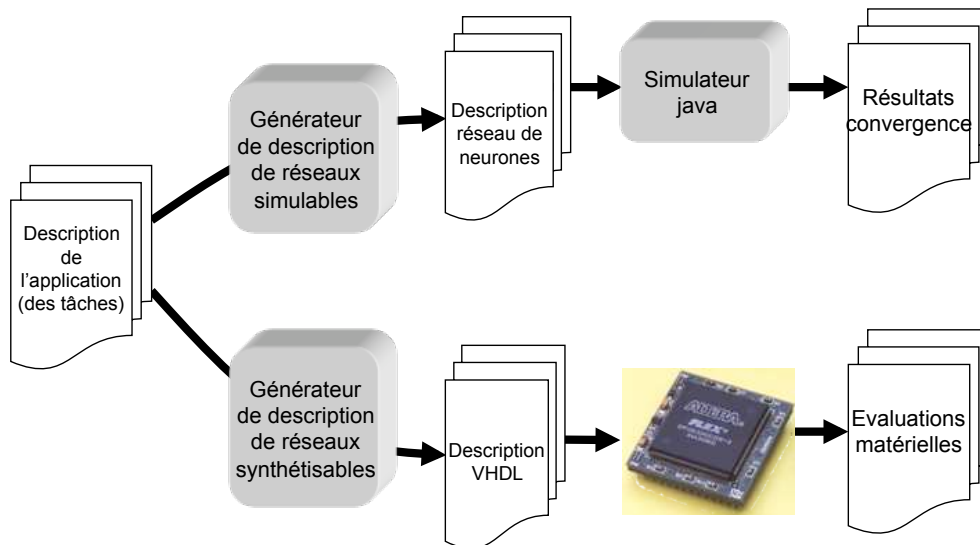 Description
de
l'application
(des tâches)
Générateur
de description
de réseaux
simulables
Description
réseau de
neurones
Simulateur
java
Résultats
convergence
Générateur
de description
de réseaux
synthétisables
Description
VHDL
ALTERA
FLEX
Evaluations
matérielles